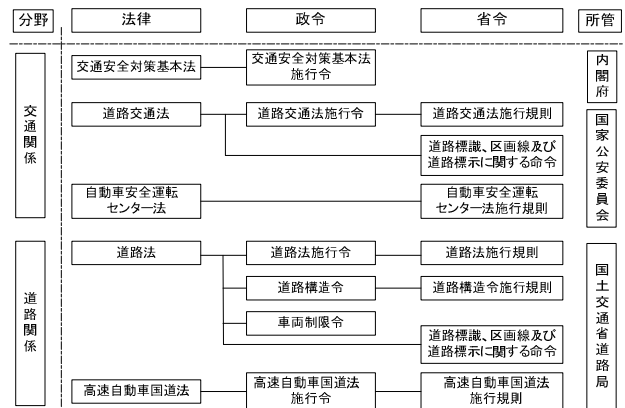 分野
法律
政令
省令
所管
交通関係
交通安全対策基本法
交通安全対策基本法
施行令
内閣府
道路交通法
道路交通法施行令
道路交通法施行規則
国家公安委員会
道路標識、区画線及び
道路標示に関する命令
自動車安全運転
センター法
自動車安全運転
センター法施行規則
道路関係
道路法
道路法施行令
道路法施行規則
国土交通省道路局
道路構造令
道路構造令施行規則
車両制限令
道路標識、区画線及び
道路標示に関する命令
高速自動車国道法
高速自動車国道法
施行令
高速自動車国道法
施行規則